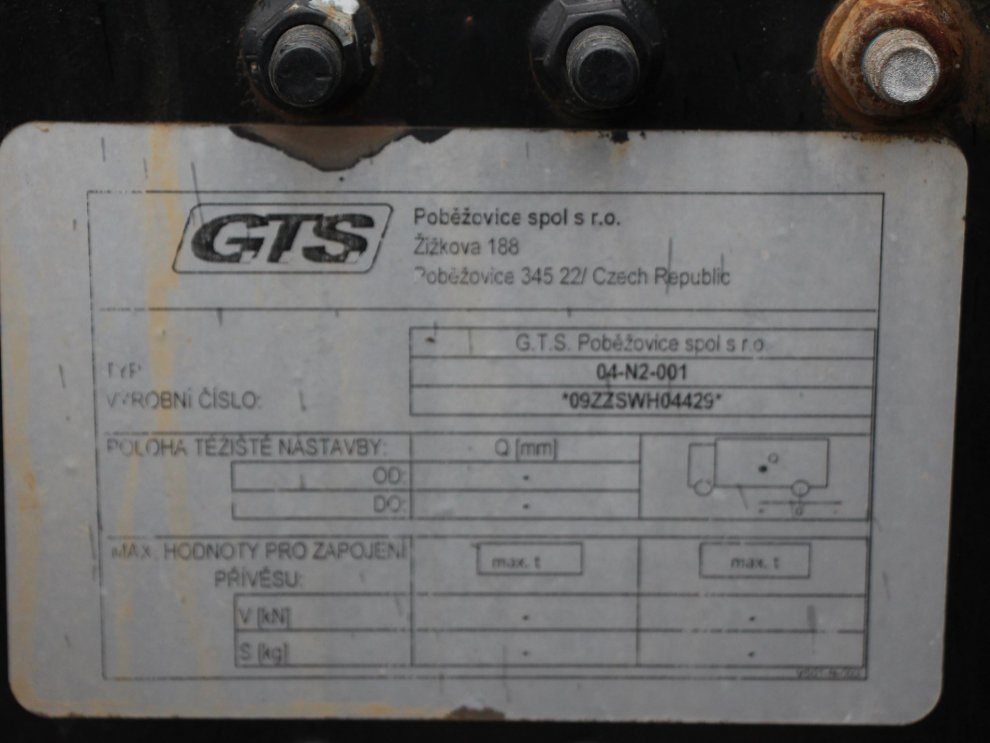 GTS
Poběžovice spol s r.o.
Žižkova 188
Poběžovice 345 22/ Czech Republic
G.T.S. Poběžovice spol s r.o
TYP:
04-N2-001
VÝROBNÍ ČÍSLO:
*09ZZSWH04429*
POLOHA TĚŽIŠTĚ NÁSTAVBY:
Q [mm]
Q
OD:
-
DO:
-
MAX. HODNOTY PRO ZAPOJENÍ
PŘÍVĚSU:
max. t
max. t
V [kN]
-
-
S [kg]
-
-